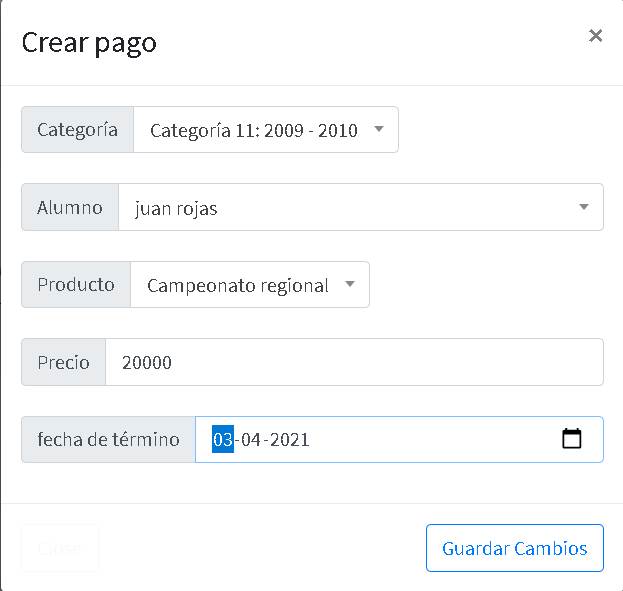 Crear pago ×
Categoría Categoría 11: 2009 - 2010
Alumno juan rojas
Producto Campeonato regional
Precio 20000
fecha de término 03-04-2021
Close Guardar Cambios